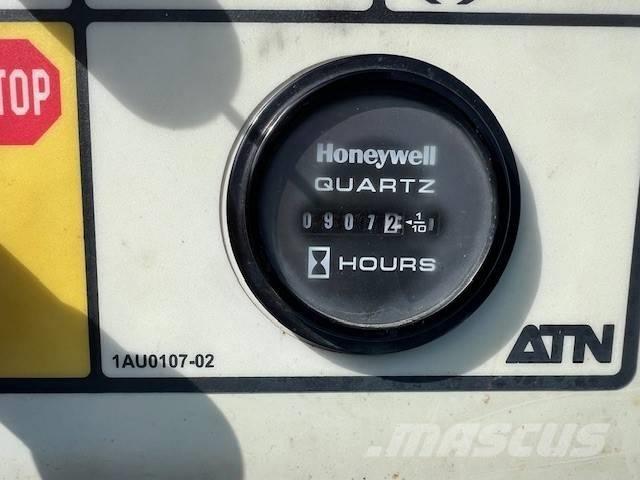 TOP
Honeywell
QUARTZ
09072 1/10
HOURS
1AU0107-02
ATN
MASCUS